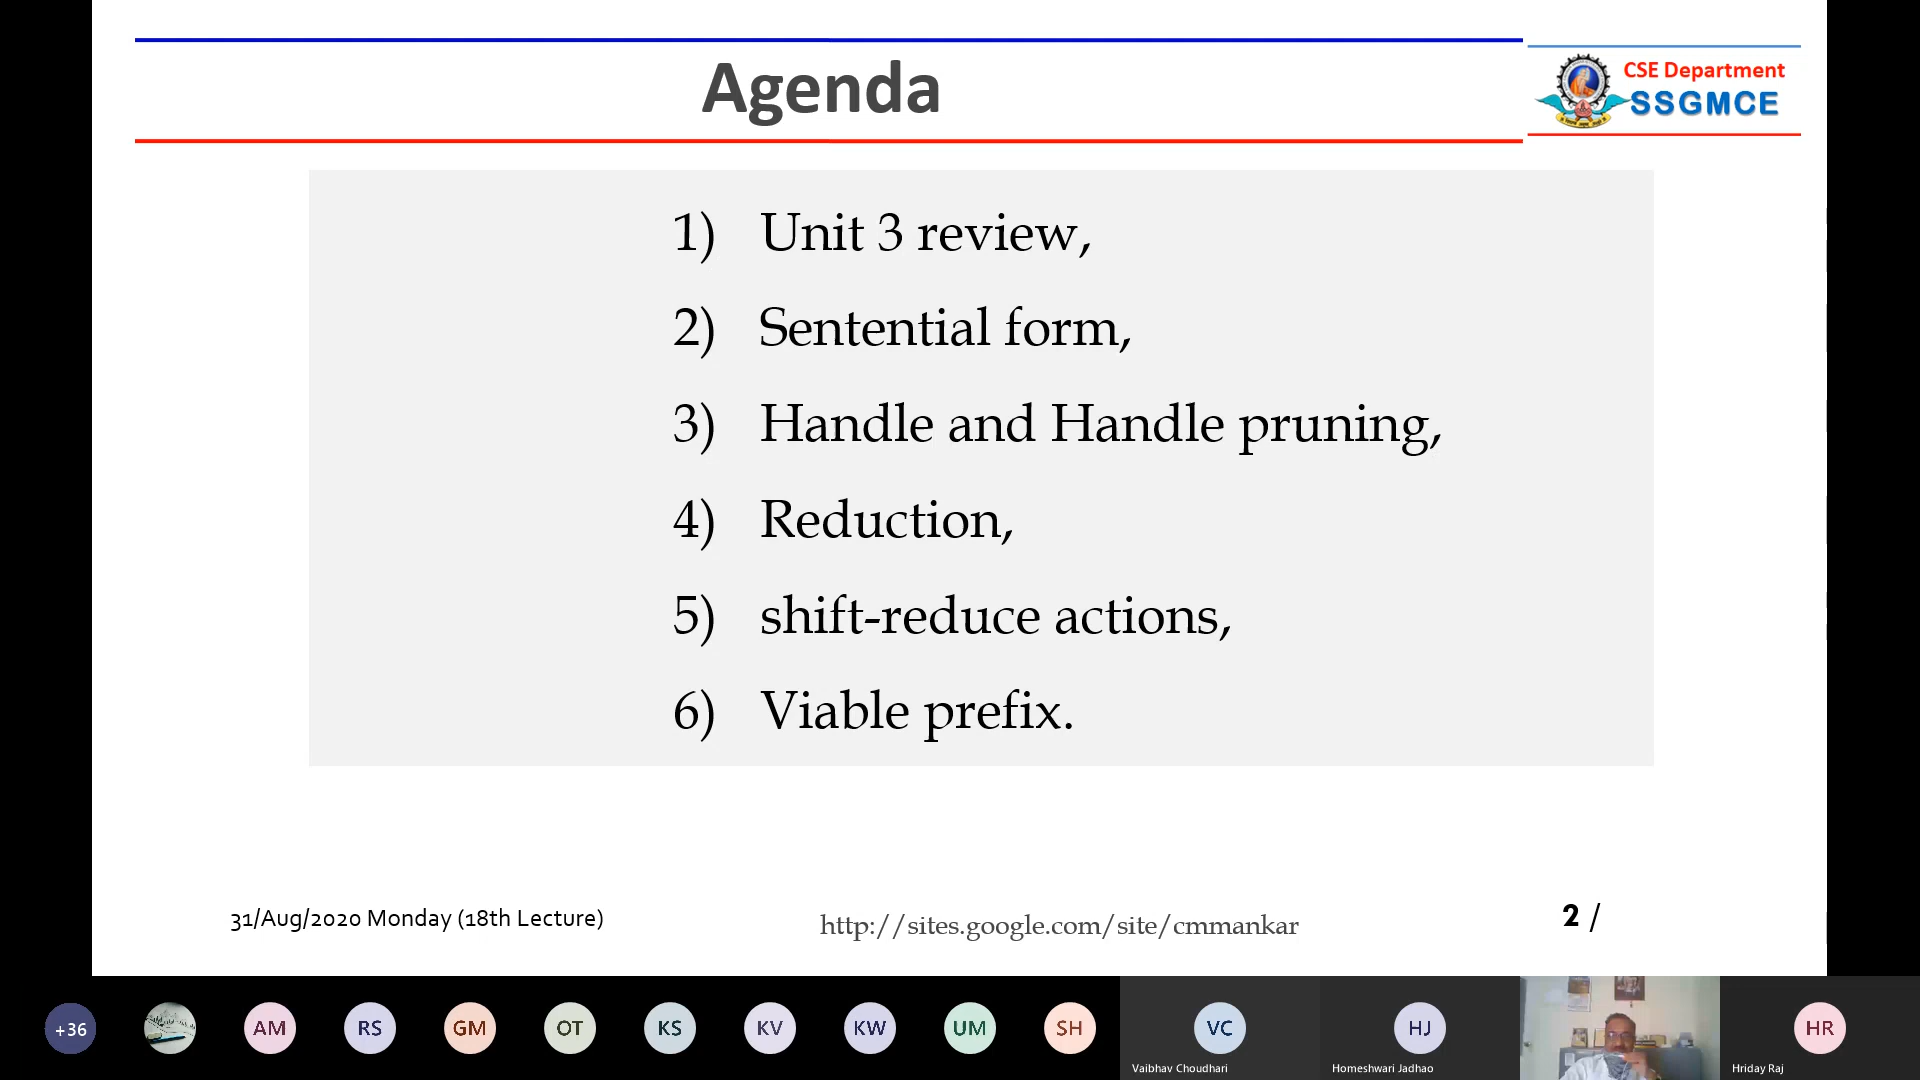 Agenda
CSE Department
SSGMCE
1) Unit 3 review,
2) Sentential form,
3) Handle and Handle pruning,
4) Reduction,
5) shift-reduce actions,
6) Viable prefix.
31/Aug/2020 Monday (18th Lecture)
http://sites.google.com/site/cmmankar
2 /
+36
AM
RS
GM
OT
KS
KV
KW
UM
SH
VC
HJ
HR
Vaibhav Choudhari
Homeshwari Jadhao
Hriday Raj